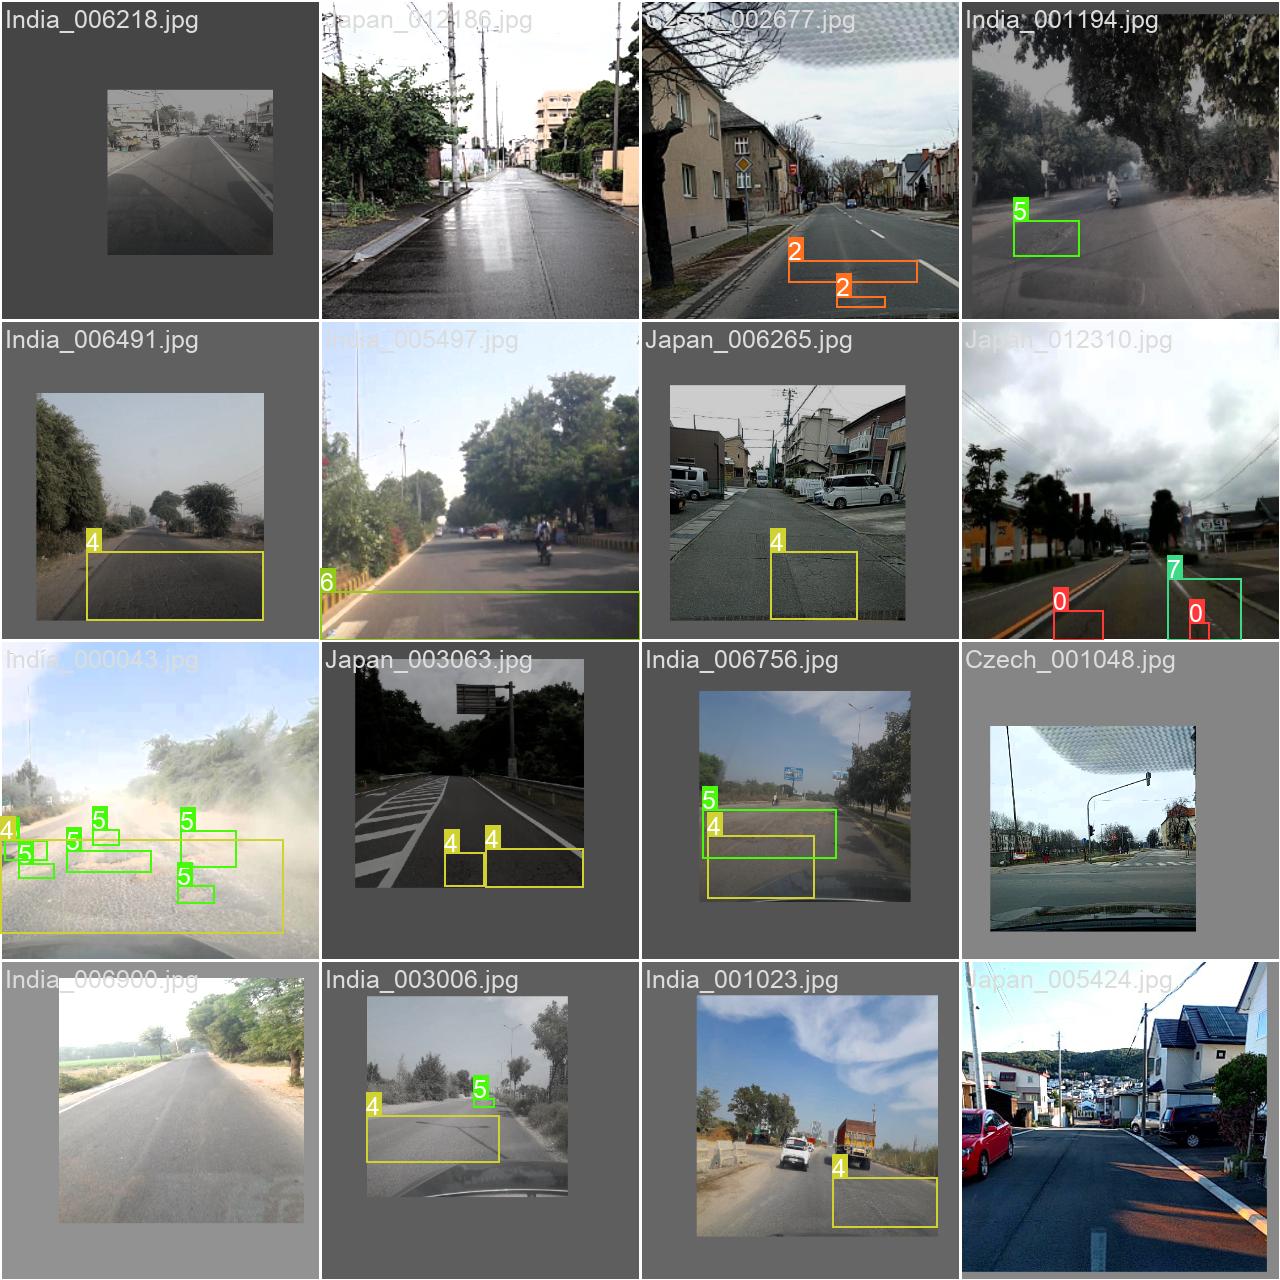 India_006218.jpg
Japan_012186.jpg
Czech_002677.jpg
India_001194.jpg
2
2
5
India_006491.jpg
India_005497.jpg
Japan_006265.jpg
Japan_012310.jpg
4
6
4
0
7
0
India_000043.jpg
Japan_003063.jpg
India_006756.jpg
Czech_001048.jpg
4
5
5
5
5
5
4
4
5
4
India_006900.jpg
India_003006.jpg
India_001023.jpg
Japan_005424.jpg
4
5
4